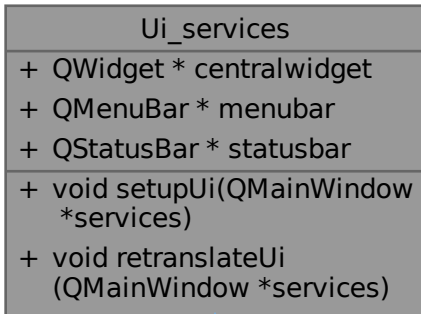 Ui_services
+ QWidget * centralwidget
+ QMenuBar * menubar
+ QStatusBar * statusbar
+ void setupUi(QMainWindow
*services)
+ void retranslateUi
(QMainWindow *services)